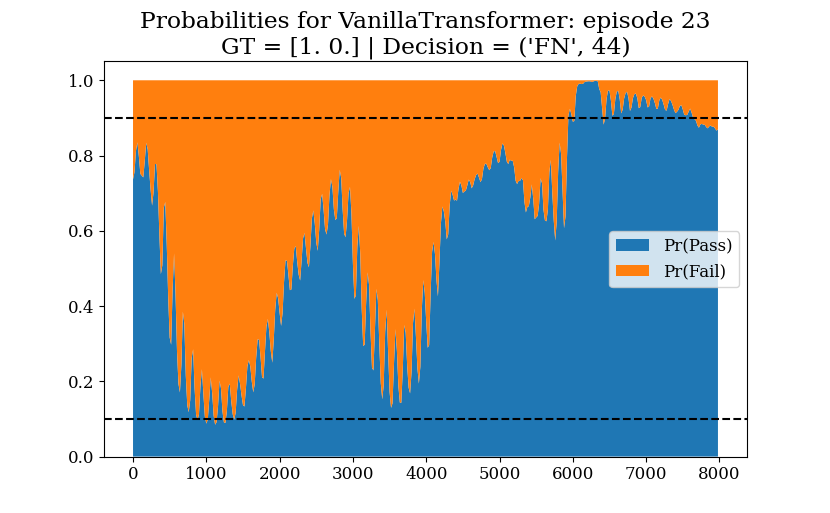 Probabilities for VanillaTransformer: episode 23
GT = [1. 0.] | Decision = ('FN', 44)
1.0
0.8
0.6
0.4
0.2
0.0
Pr(Pass)
Pr(Fail)
0 1000 2000 3000 4000 5000 6000 7000 8000